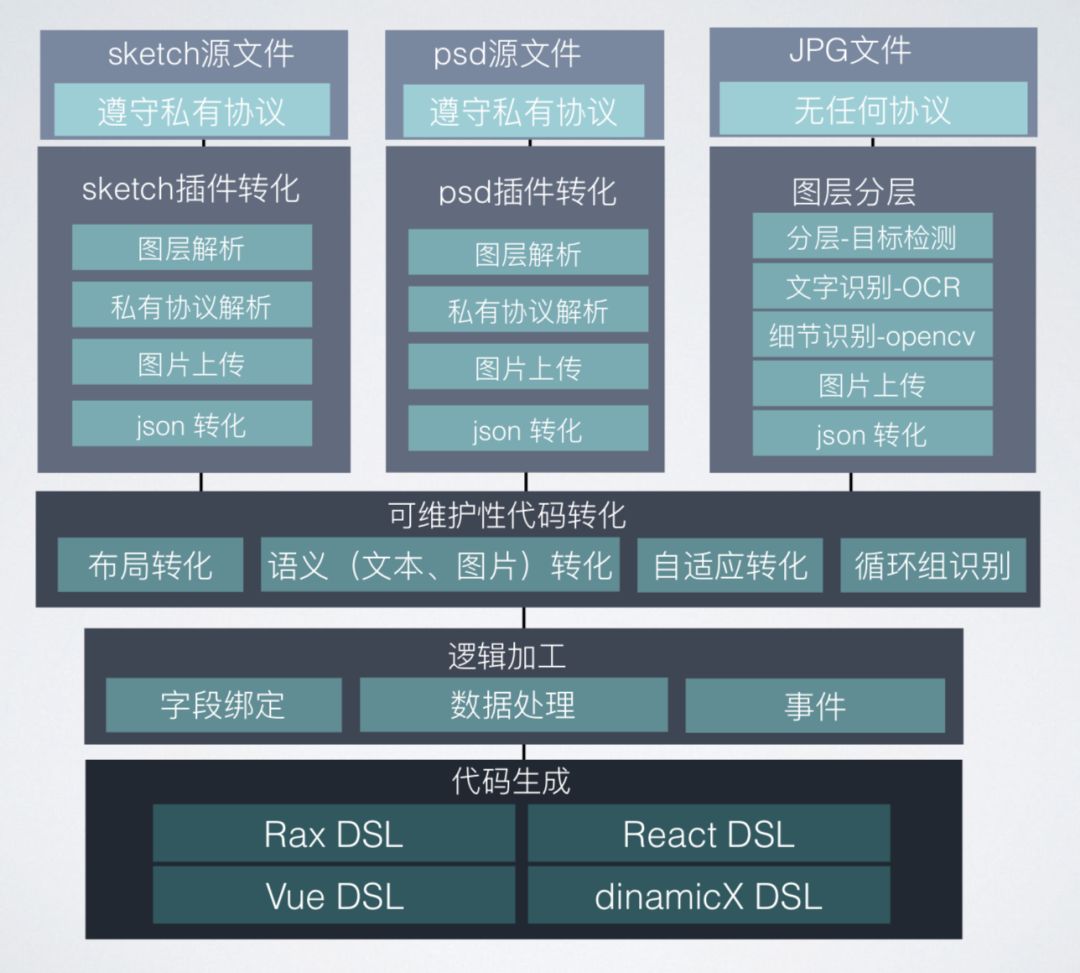 sketch源文件
遵守私有协议
psd源文件
遵守私有协议
JPG文件
无任何协议
sketch插件转化
图层解析
私有协议解析
图片上传
json 转化
psd插件转化
图层解析
私有协议解析
图片上传
json 转化
图层分层
分层-目标检测
文字识别-OCR
细节识别-opencv
图片上传
json 转化
可维护性代码转化
布局转化
语义（文本、图片）转化
自适应转化
循环组识别
逻辑加工
字段绑定
数据处理
事件
代码生成
Rax DSL
React DSL
Vue DSL
dinamicX DSL